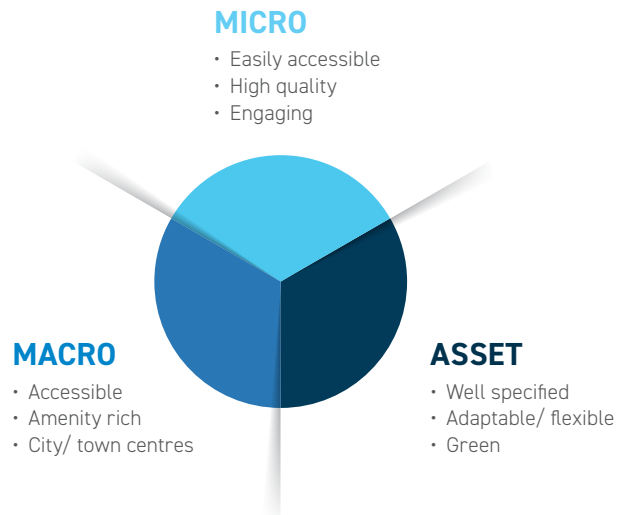 MICRO
• Easily accessible
• High quality
• Engaging
MACRO
• Accessible
• Amenity rich
• City/ town centres
ASSET
• Well specified
• Adaptable/ flexible
• Green